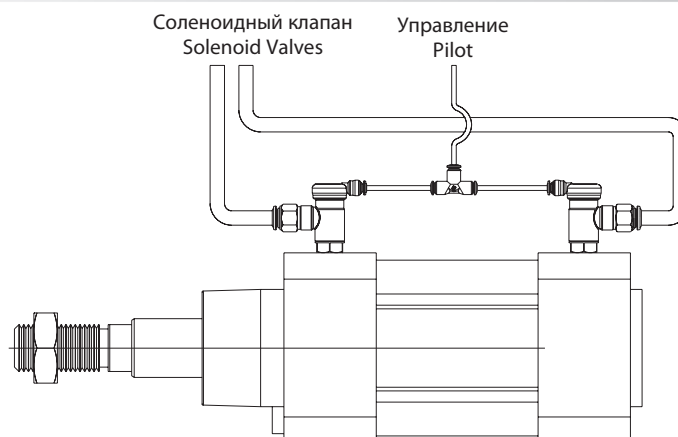 Соленоидный клапан
Solenoid Valves
Управление
Pilot